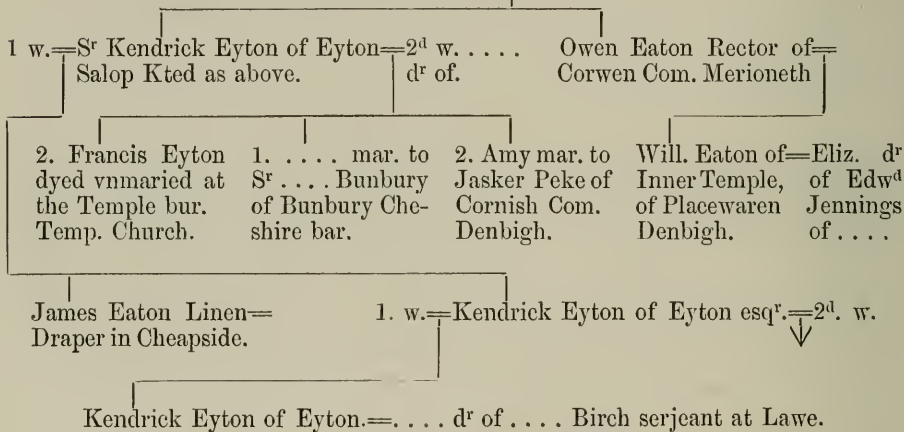 1 w.=Sʳ Kendrick Eyton of Eyton=2ᵈ w. . . . .
Salop Kted as above. dʳ of.
Owen Eaton Rector of=
Corwen Com. Merioneth
2. Francis Eyton
dyed vnmaried at
the Temple bur.
Temp. Church.
1. . . . . mar. to
Sʳ . . . . Bunbury
of Bunbury Che-
shire bar.
2. Amy mar. to
Jasker Peke of
Cornish Com.
Denbigh.
Will. Eaton of=Eliz. dʳ
Inner Temple, of Edwᵈ
of Placewaren Jennings
Denbigh. of . . . .
James Eaton Linen=
Draper in Cheapside.
1. w.=Kendrick Eyton of Eyton esqʳ.=2ᵈ. w.
Kendrick Eyton of Eyton.=. . . . dʳ of . . . . Birch serjeant at Lawe.